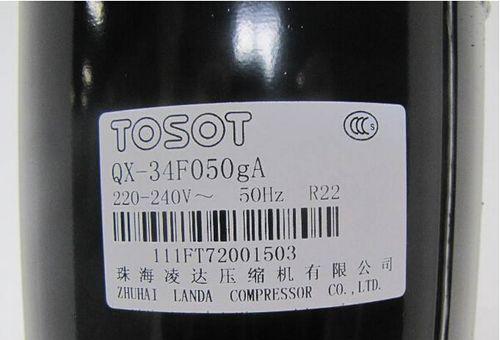 TOSOT
CCC S
QX-34F050gA
220-240V～ 50Hz R22
111FT72001503
珠海凌达压缩机有限公司
ZHUHAI LANDA COMPRESSOR CO.,LTD.